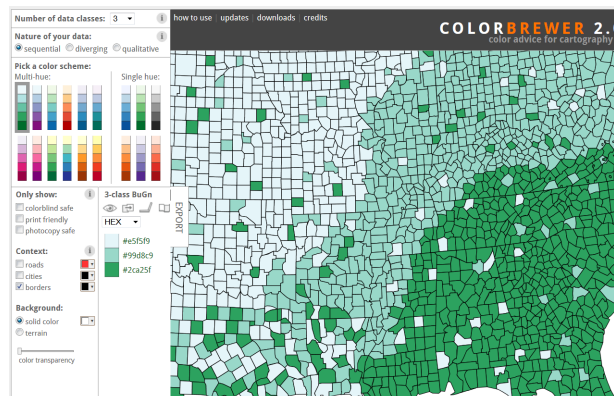 Number of data classes: 3
how to use | updates | downloads | credits
COLORBREWER 2.
color advice for cartography
Nature of your data:
sequential diverging qualitative
Pick a color scheme:
Multi-hue: Single hue:
Only show:
colorblind safe
print friendly
photocopy safe
3-class BuGn
EXPORT
HEX
#e5f5f9
#99d8c9
#2ca25f
Context:
roads
cities
borders
Background:
solid color
terrain
color transparency